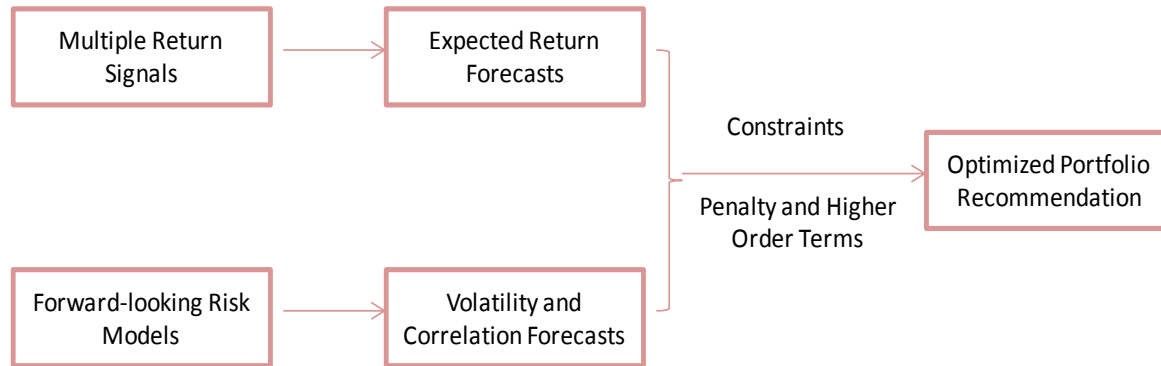 Multiple Return
Signals
Expected Return
Forecasts
Constraints
Penalty and Higher
Order Terms
Optimized Portfolio
Recommendation
Forward-looking Risk
Models
Volatility and
Correlation Forecasts